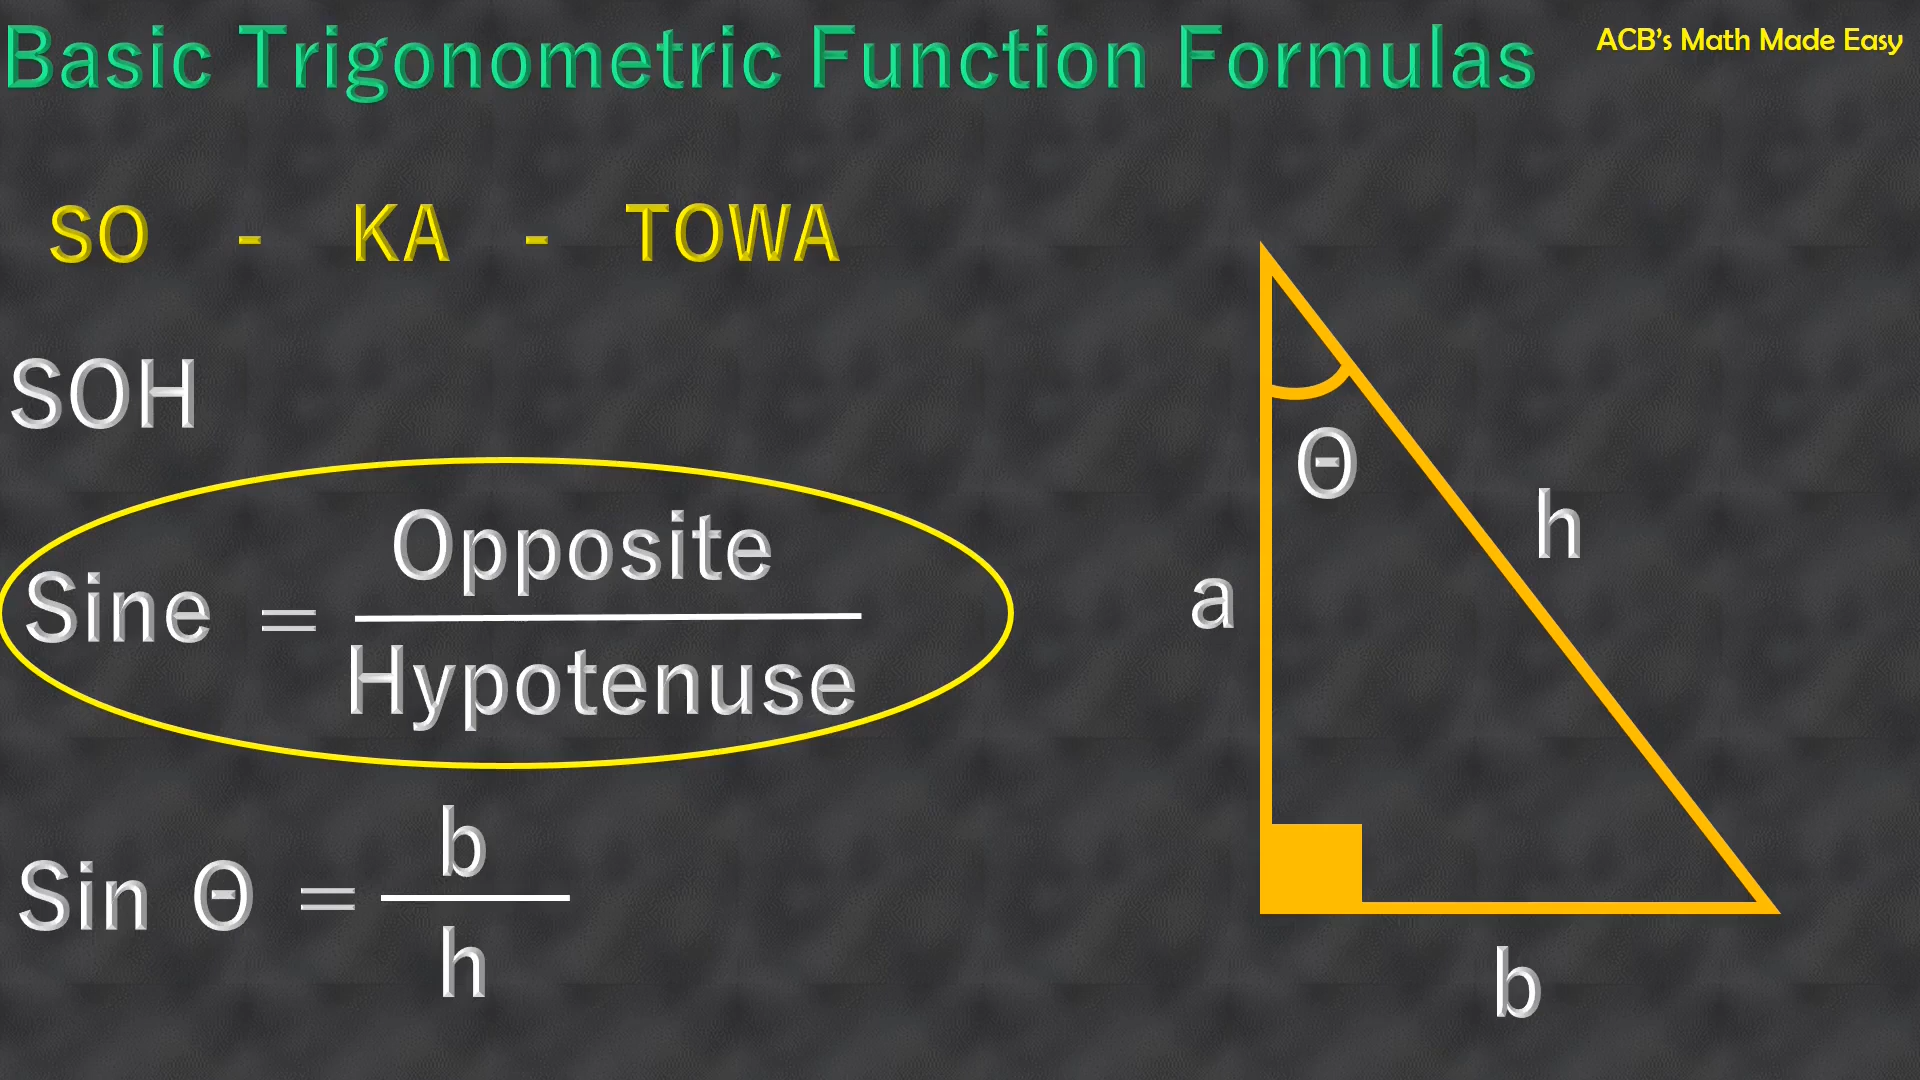 Basic Trigonometric Function Formulas
ACB's Math Made Easy
SO - KA - TOWA
SOH
Sine = Opposite
Hypotenuse
Sin Θ = b
h
Θ
h
a
b